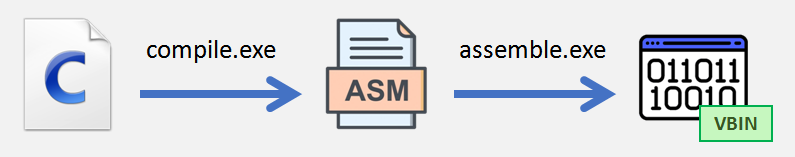 C
compile.exe
ASM
assemble.exe
011011
10010
VBIN